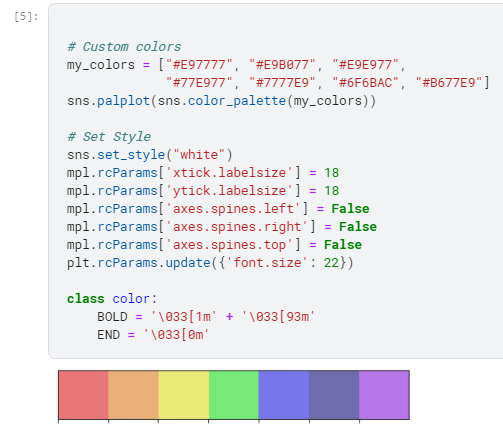 [5]:
# Custom colors
my_colors = ["#E97777", "#E9B077", "#E9E977",
"#77E977", "#7777E9", "#6F6BAC", "#B677E9"]
sns.palplot(sns.color_palette(my_colors))
# Set Style
sns.set_style("white")
mpl.rcParams['xtick.labelsize'] = 18
mpl.rcParams['ytick.labelsize'] = 18
mpl.rcParams['axes.spines.left'] = False
mpl.rcParams['axes.spines.right'] = False
mpl.rcParams['axes.spines.top'] = False
plt.rcParams.update({'font.size': 22})
class color:
BOLD = '\033[1m' + '\033[93m'
END = '\033[0m'